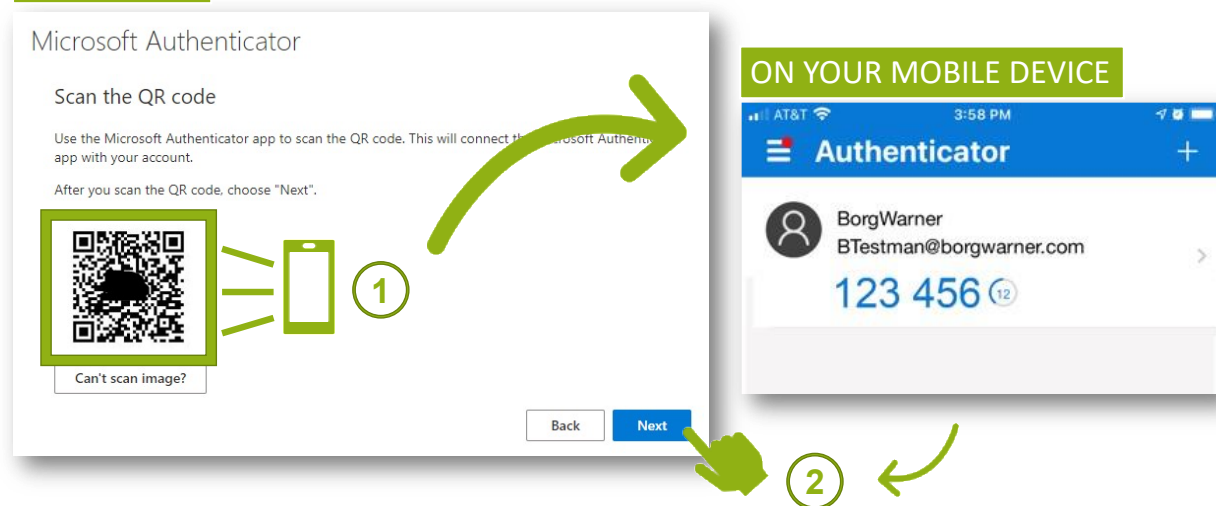 Microsoft Authenticator
Scan the QR code
Use the Microsoft Authenticator app to scan the QR code. This will connect the Microsoft
app with your account.
After you scan the QR code, choose "Next".
1
Can't scan image?
Back
Next
ON YOUR MOBILE DEVICE
AT&T
3:58 PM
Authenticator
+
BorgWarner
BTestman@borgwarner.com
123 456
12
2